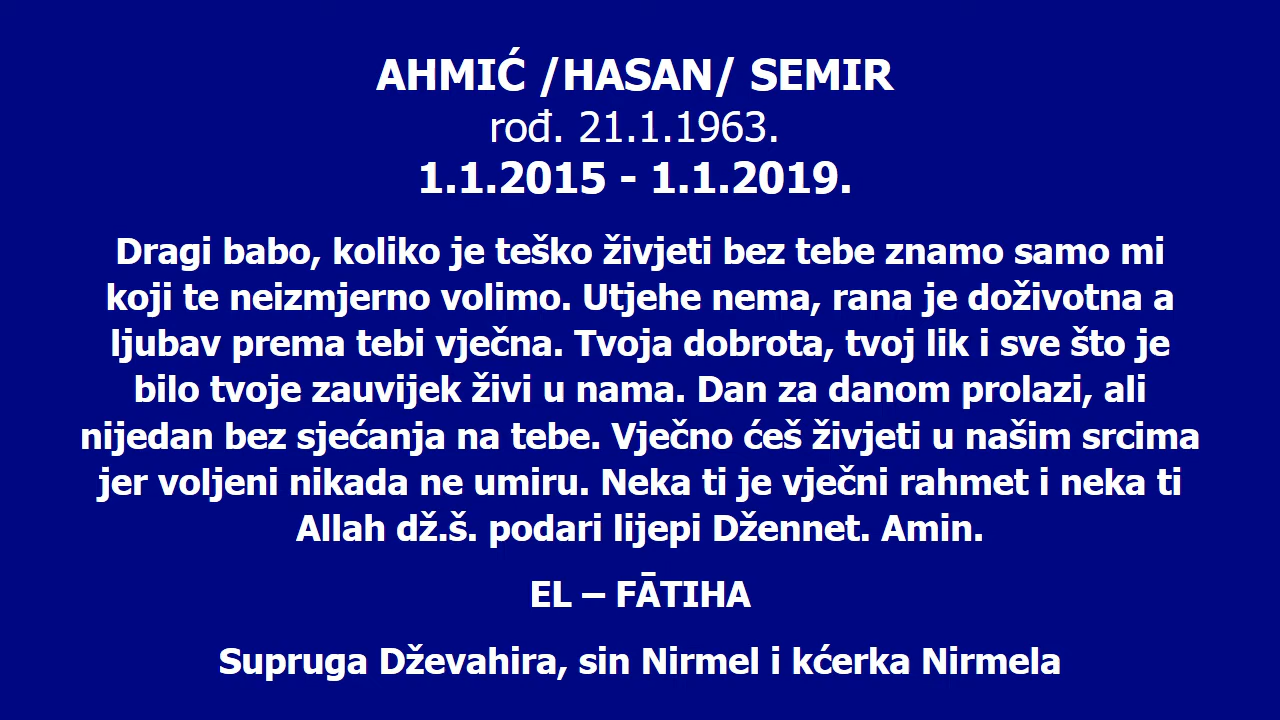 AHMIĆ /HASAN/ SEMIR
rođ. 21.1.1963.
1.1.2015 - 1.1.2019.
Dragi babo, koliko je teško živjeti bez tebe znamo samo mi
koji te neizmjerno volimo. Utjehe nema, rana je doživotna a
ljubav prema tebi vječna. Tvoja dobrota, tvoj lik i sve što je
bilo tvoje zauvijek živi u nama. Dan za danom prolazi, ali
nijedan bez sjećanja na tebe. Vječno ćeš živjeti u našim srcima
jer voljeni nikada ne umiru. Neka ti je vječni rahmet i neka ti
Allah dž.š. podari lijepi Džennet. Amin.
EL – FĀTIHA
Supruga Dževahira, sin Nirmel i kćerka Nirmela